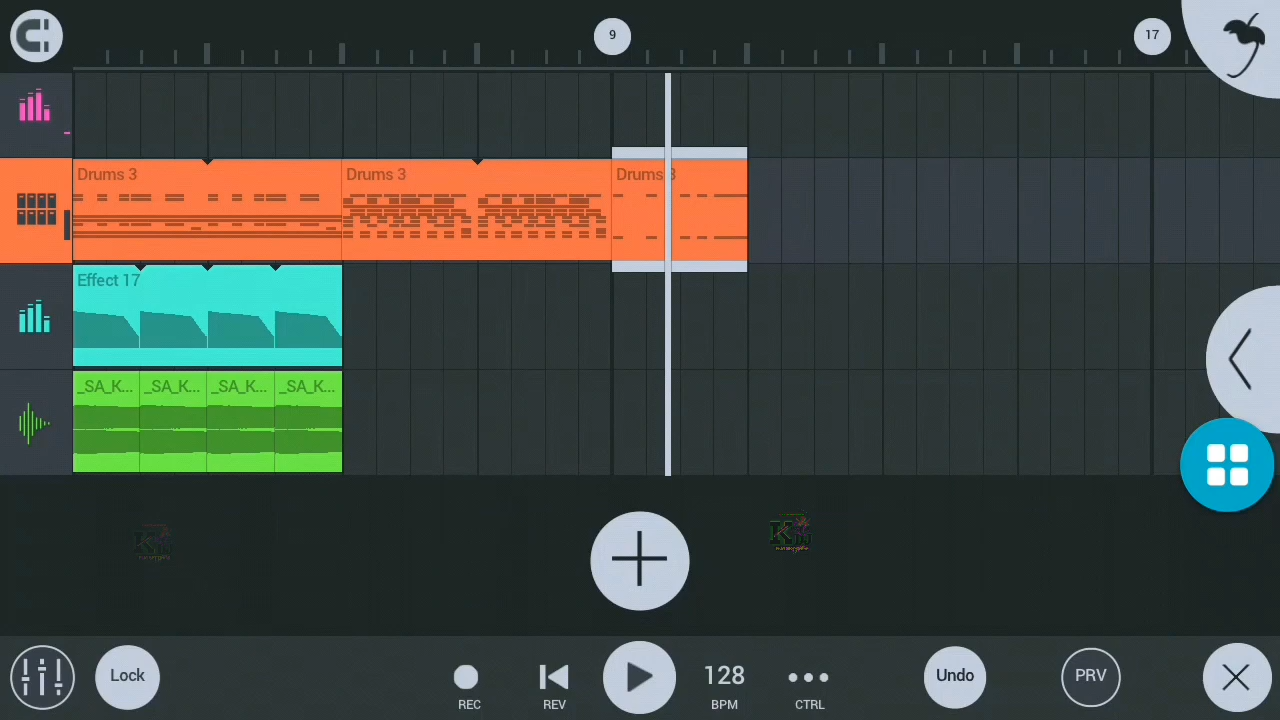 9
17
Drums 3
Drums 3
Drums 3
Effect 17
_SA_K...
_SA_K...
_SA_K...
_SA_K...
Lock
REC
REV
128
BPM
CTRL
Undo
PRV